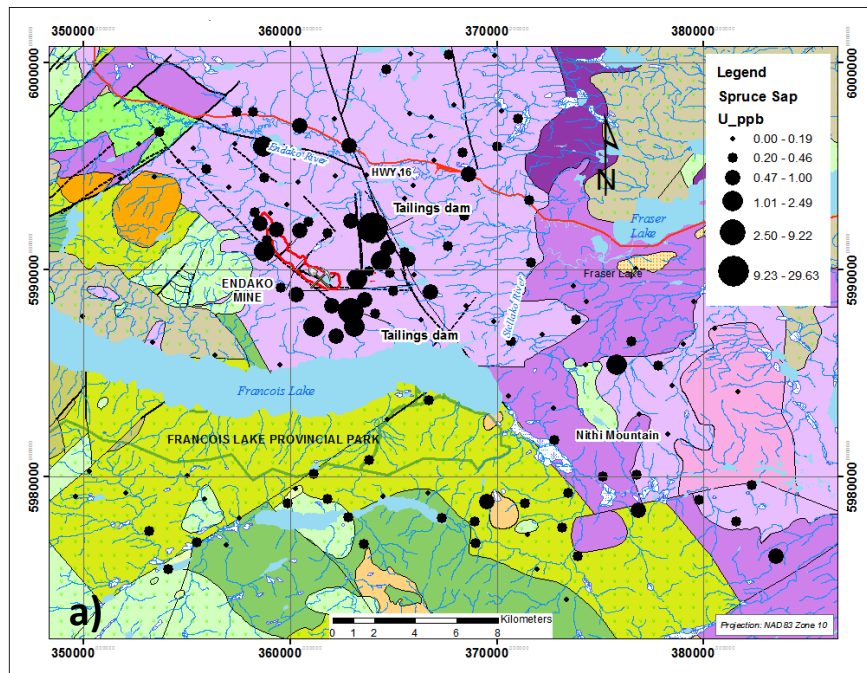 350000
360000
370000
380000
6000000
6000000
Legend
Spruce Sap
U_ppb
0.00 - 0.19
0.20 - 0.46
0.47 - 1.00
1.01 - 2.49
2.50 - 9.22
9.23 - 29.63
N
Endako River
HWY 16
Tailings dam
Fraser
Lake
Fraser Lake
5990000
5990000
ENDAKO
MINE
Stellako River
Tailings dam
Francois Lake
FRANCOIS LAKE PROVINCIAL PARK
Nithi Mountain
5980000
5980000
a)
Kilometers
0 1 2 4 6 8
Projection: NAD 83 Zone 10
350000
360000
370000
380000